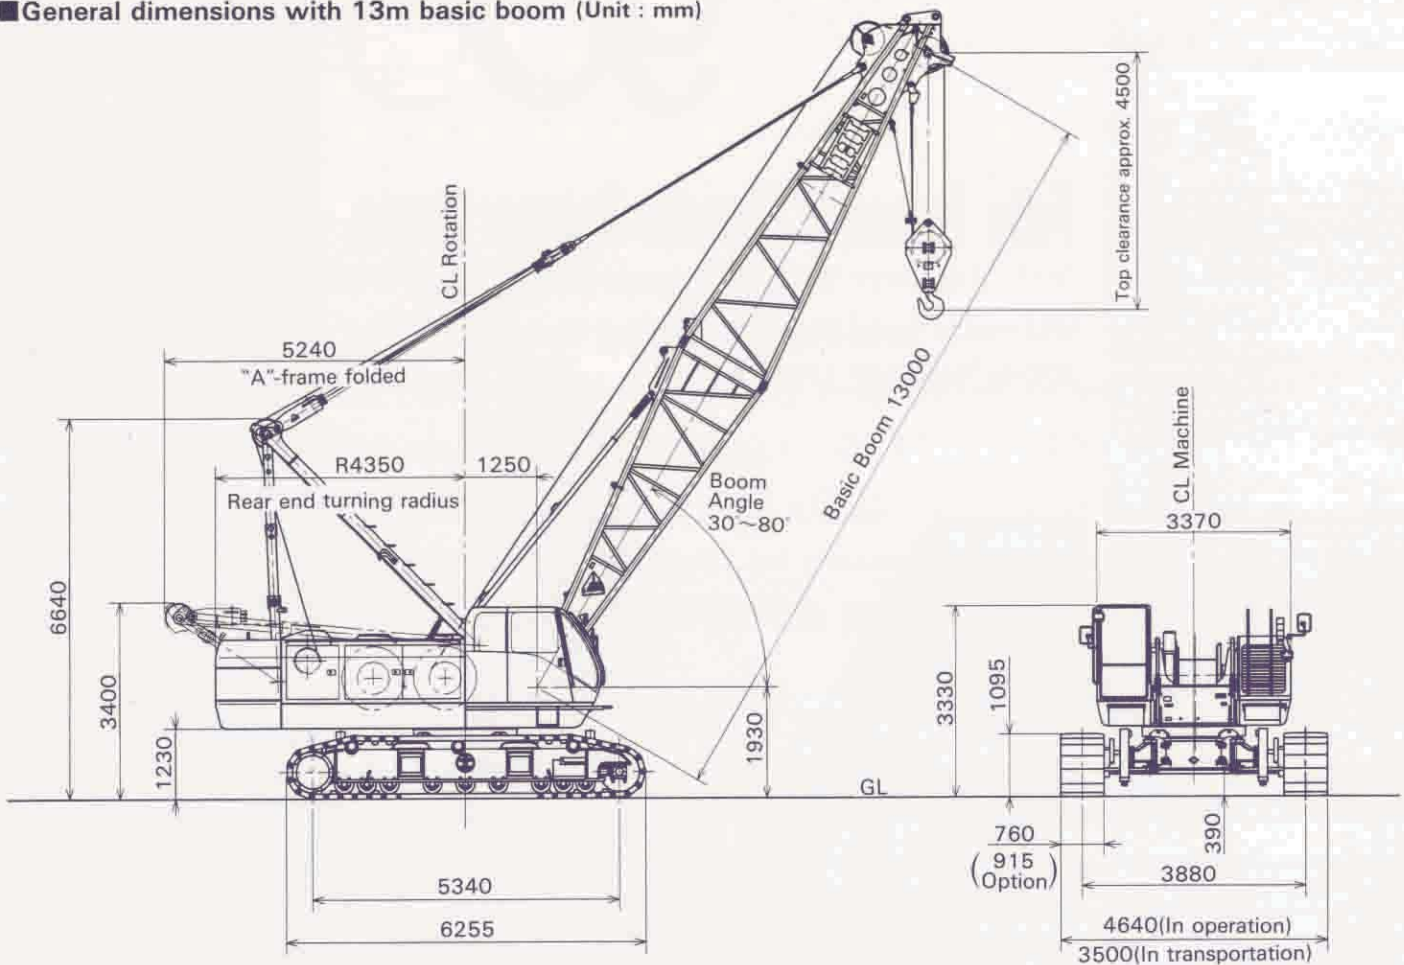 ■General dimensions with 13m basic boom (Unit : mm)
Top clearance approx. 4500
CL Rotation
5240
"A"-frame folded
Basic Boom 13000
CL Machine
R4350
1250
Rear end turning radius
Boom
Angle
30°~80°
3370
6640
3400
1230
1930
GL
3330
1095
390
760
(915
Option)
5340
3880
6255
4640(In operation)
3500(In transportation)